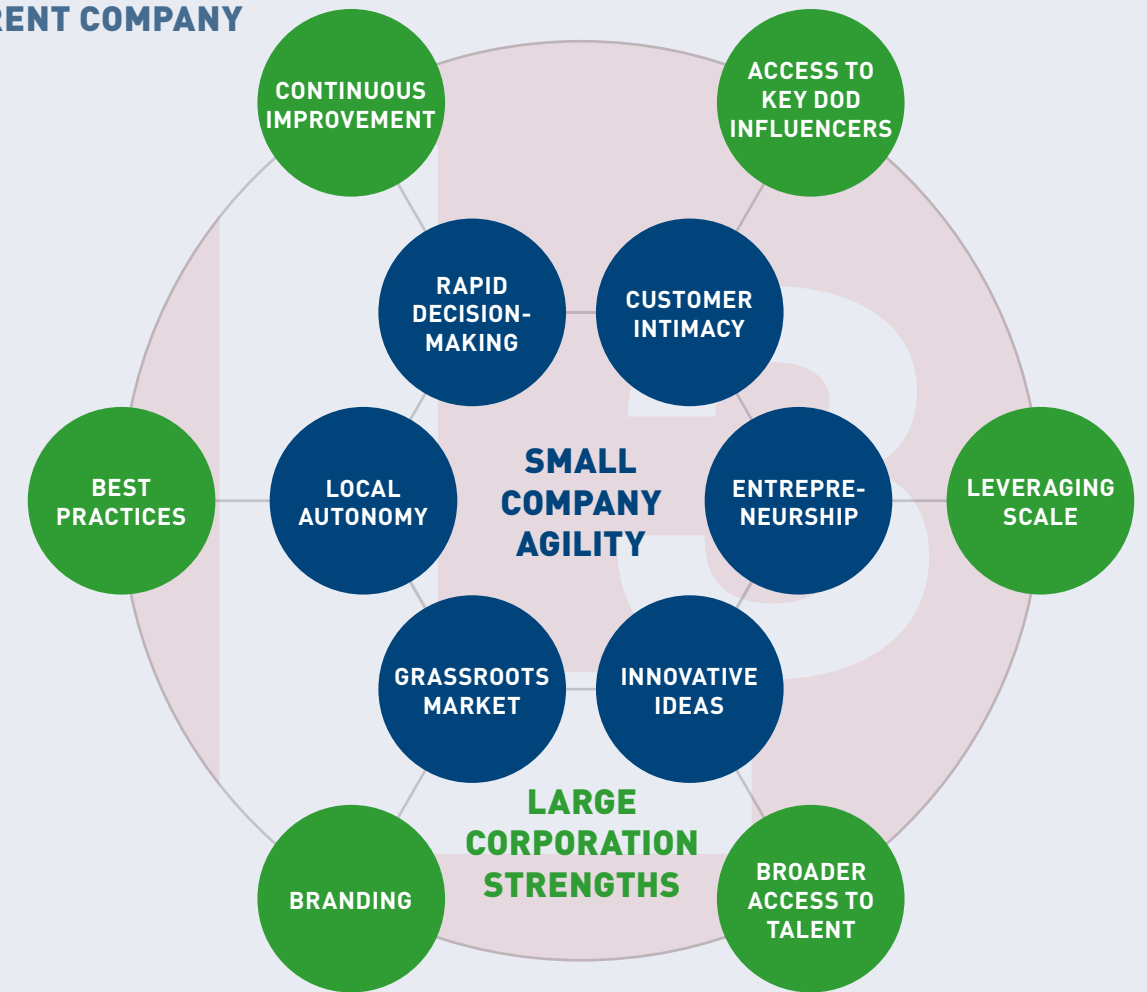 RENT COMPANY
CONTINUOUS
IMPROVEMENT
ACCESS TO
KEY DOD
INFLUENCERS
RAPID
DECISION-
MAKING
CUSTOMER
INTIMACY
BEST
PRACTICES
LOCAL
AUTONOMY
SMALL
COMPANY
AGILITY
ENTREPRE-
NEURSHIP
LEVERAGING
SCALE
GRASSROOTS
MARKET
INNOVATIVE
IDEAS
LARGE
CORPORATION
STRENGTHS
BRANDING
BROADER
ACCESS TO
TALENT